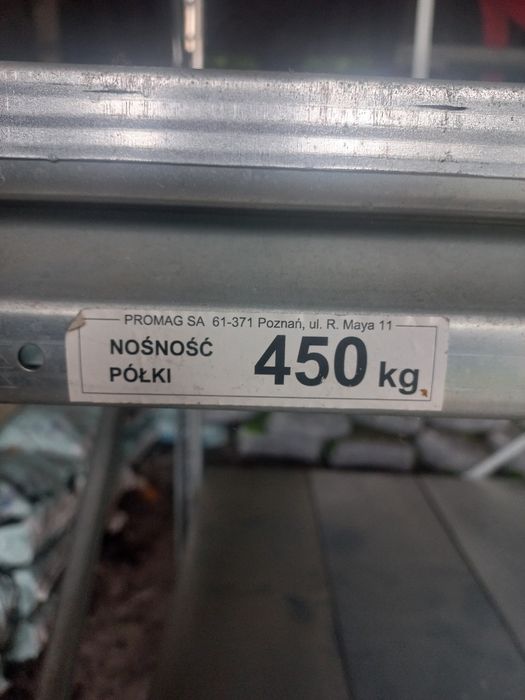 PROMAG SA 61-371 Poznań, ul. R. Maya 11
NOŚNOŚĆ
PÓŁKI
450 kg